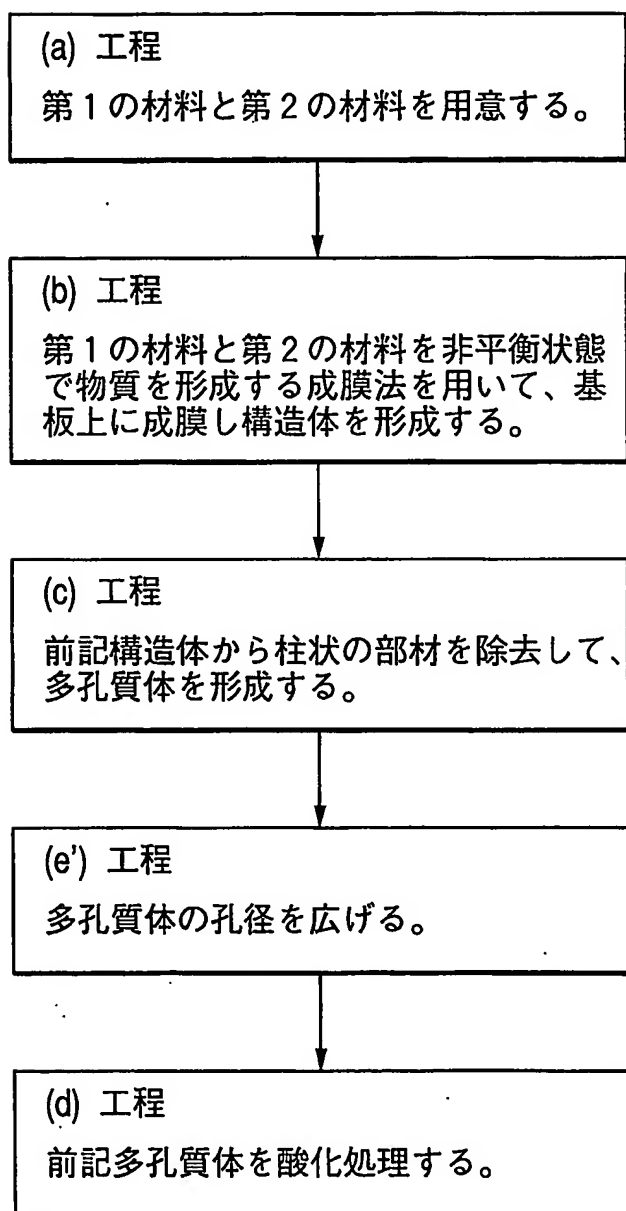 (a) 工程
第1の材料と第2の材料を用意する。
(b) 工程
第1の材料と第2の材料を非平衡状態
で物質を形成する成膜法を用いて、基
板上に成膜し構造体を形成する。
(c) 工程
前記構造体から柱状の部材を除去して、
多孔質体を形成する。
(e') 工程
多孔質体の孔径を広げる。
(d) 工程
前記多孔質体を酸化処理する。